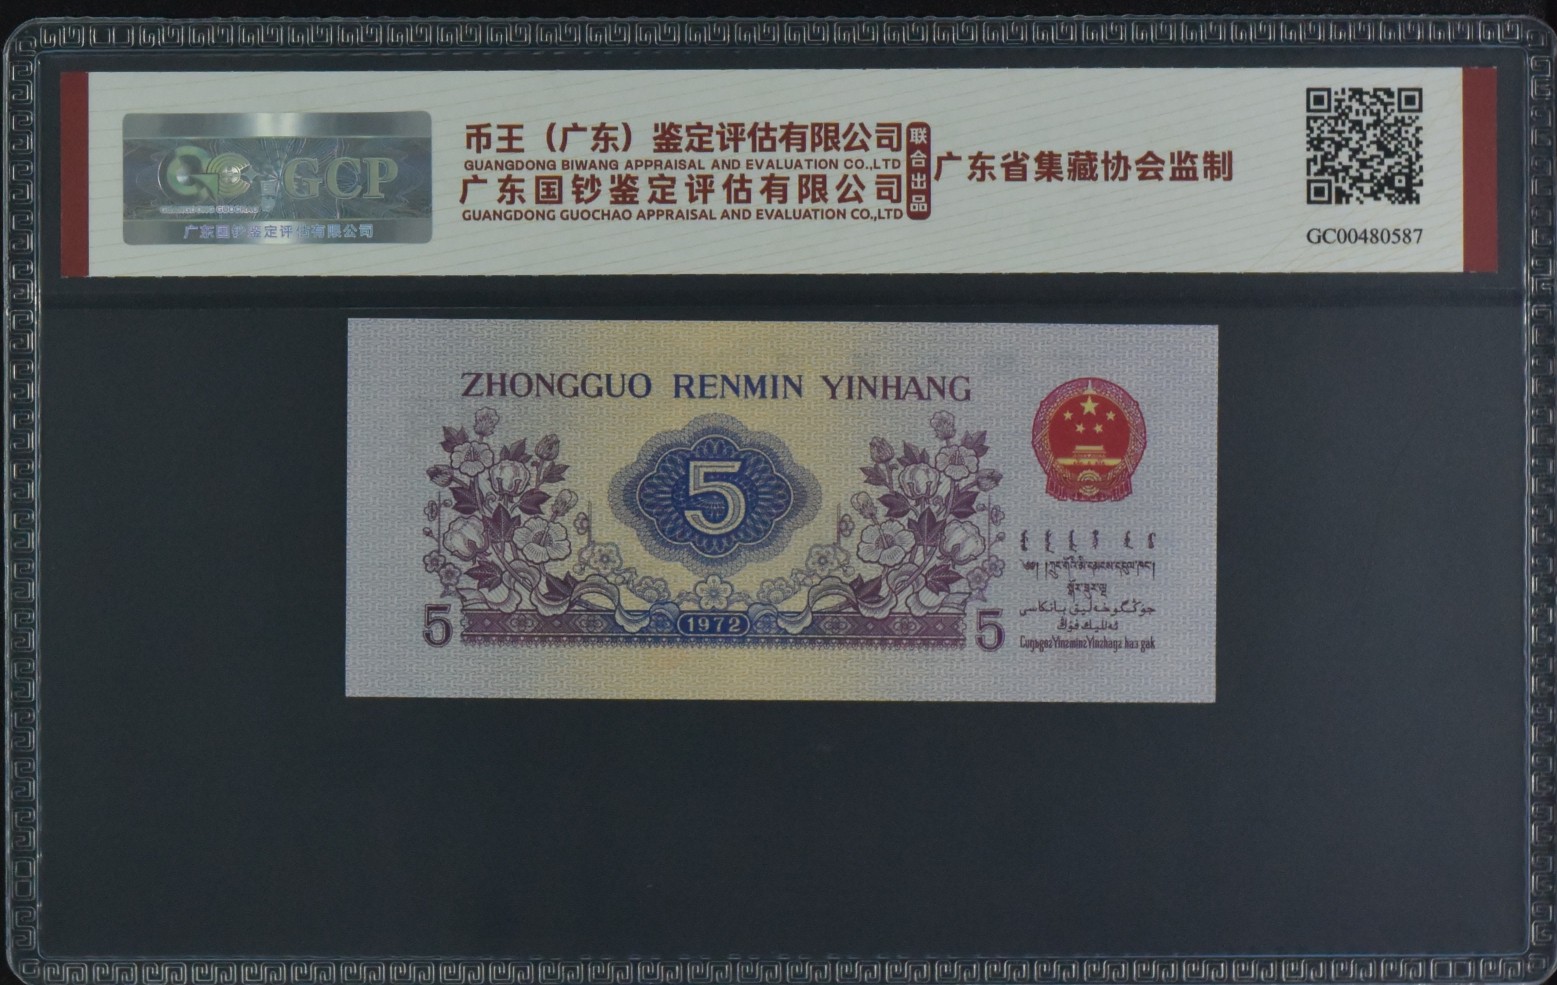 GCP
GUANGDONG GUOCHAO
广东国钞鉴定评估有限公司
币王（广东）鉴定评估有限公司
GUANGDONG BIWANG APPRAISAL AND EVALUATION CO.,LTD
广东国钞鉴定评估有限公司
GUANGDONG GUOCHAO APPRAISAL AND EVALUATION CO.,LTD
联合出品
广东省集藏协会监制
GC00480587
ZHONGGUO RENMIN YINHANG
5
5
1972
5